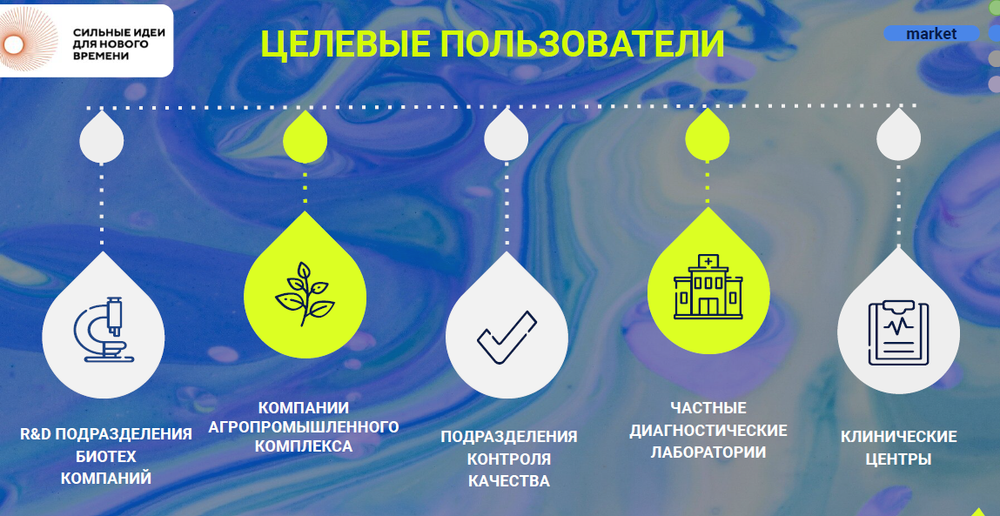 СИЛЬНЫЕ ИДЕИ
ДЛЯ НОВОГО
ВРЕМЕНИ
ЦЕЛЕВЫЕ ПОЛЬЗОВАТЕЛИ
market
R&D ПОДРАЗДЕЛЕНИЯ
БИОТЕХ
КОМПАНИЙ
КОМПАНИИ
АГРОПРОМЫШЛЕННОГО
КОМПЛЕКСА
ПОДРАЗДЕЛЕНИЯ
КОНТРОЛЯ
КАЧЕСТВА
ЧАСТНЫЕ
ДИАГНОСТИЧЕСКИЕ
ЛАБОРАТОРИИ
КЛИНИЧЕСКИЕ
ЦЕНТРЫ